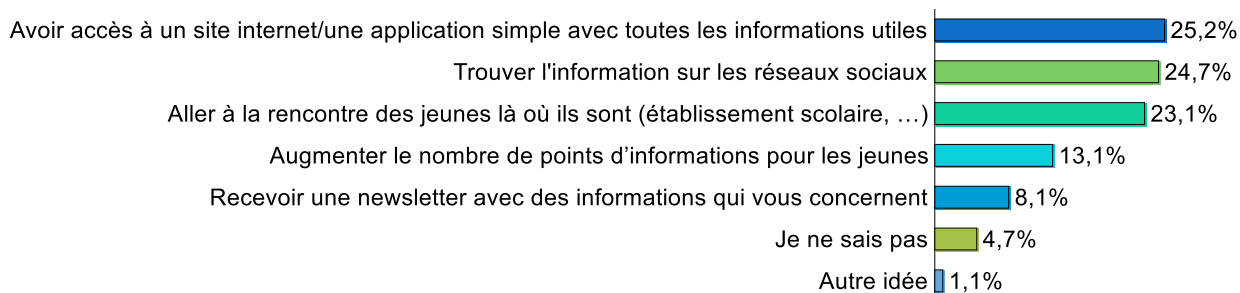 Avoir accès à un site internet/une application simple avec toutes les informations utiles 25,2%
Trouver l'information sur les réseaux sociaux 24,7%
Aller à la rencontre des jeunes là où ils sont (établissement scolaire, …) 23,1%
Augmenter le nombre de points d’informations pour les jeunes 13,1%
Recevoir une newsletter avec des informations qui vous concernent 8,1%
Je ne sais pas 4,7%
Autre idée 1,1%